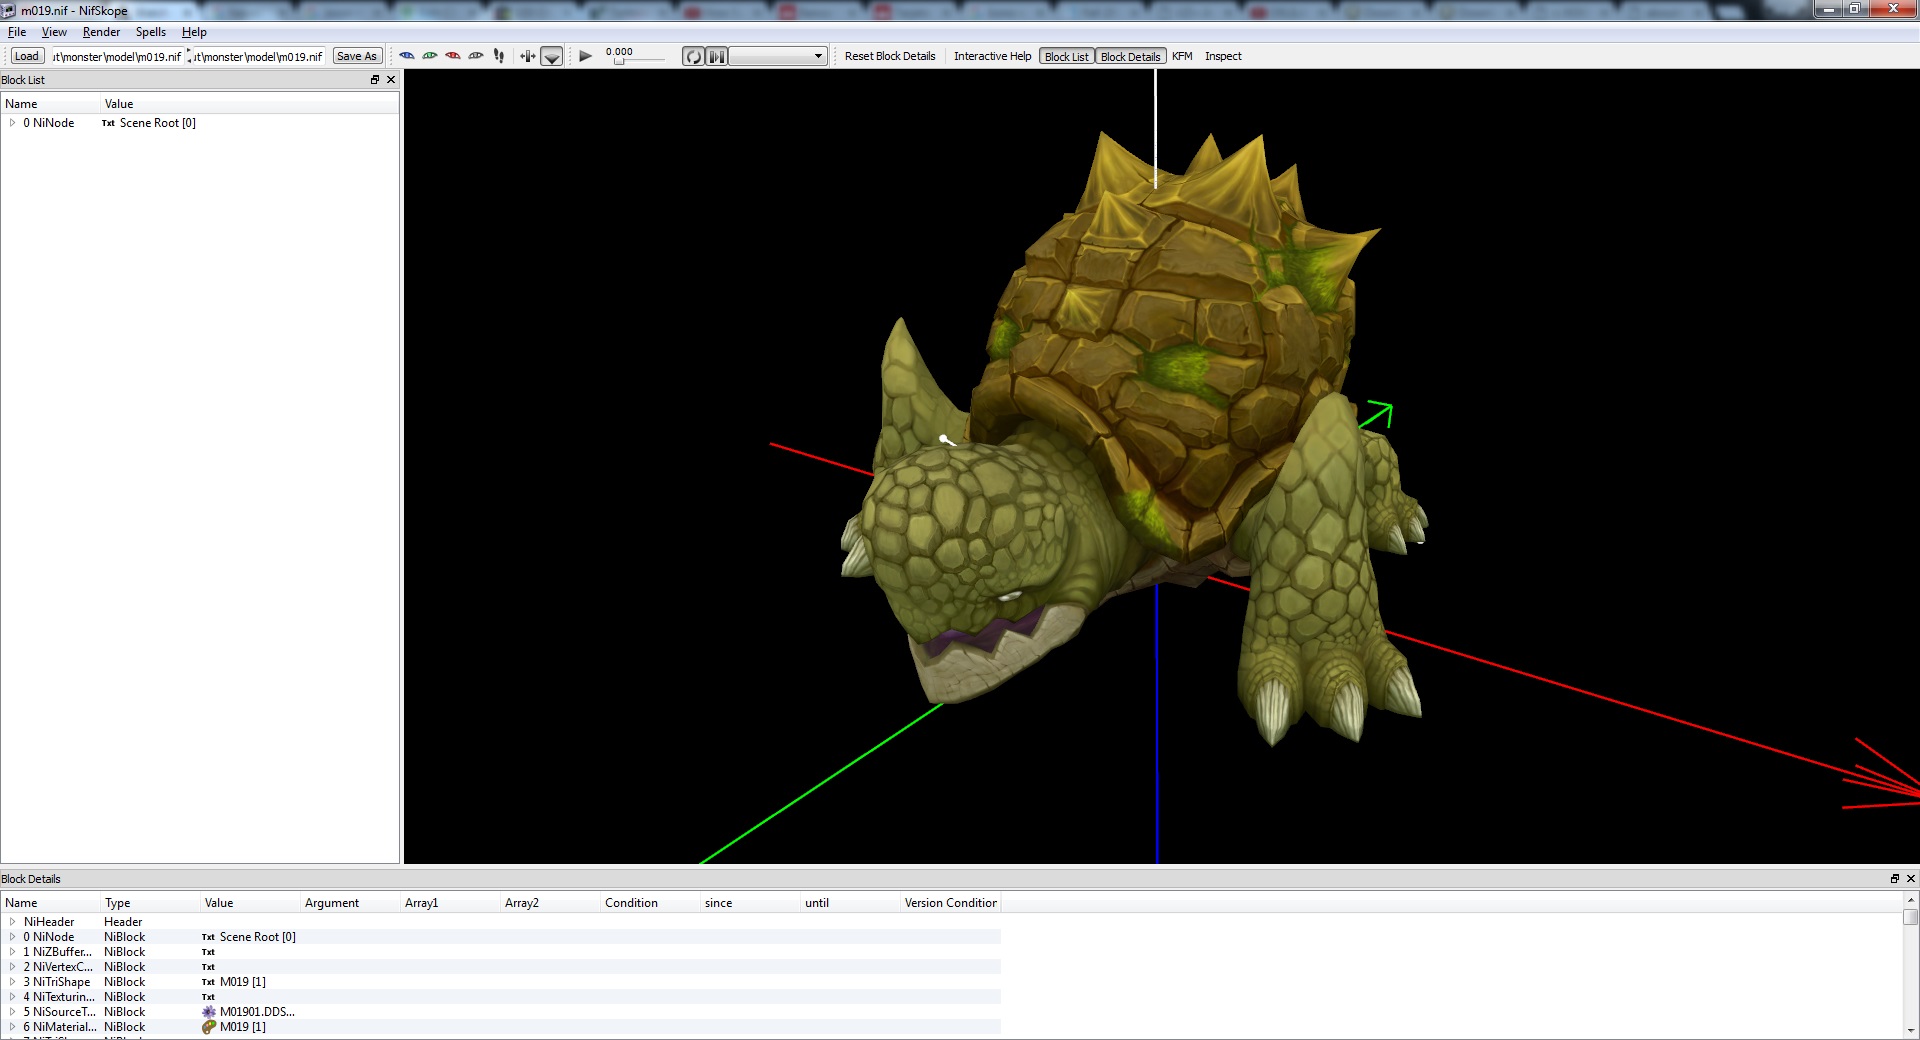 m019.nif - NifSkope
File View Render Spells Help
Load ut\monster\model\m019.nif ut\monster\model\m019.nif Save As 0.000 Reset Block Details Interactive Help Block List Block Details KFM Inspect
Block List
Name Value
0 NiNode Txt Scene Root [0]
Block Details
Name Type Value Argument Array1 Array2 Condition since until Version Condition
NiHeader Header
0 NiNode NiBlock Txt Scene Root [0]
1 NiZBuffer... NiBlock Txt
2 NiVertexC... NiBlock Txt
3 NiTriShape NiBlock Txt M019 [1]
4 NiTexturin... NiBlock Txt
5 NiSourceT... NiBlock M01901.DDS...
6 NiMaterial... NiBlock M019 [1]